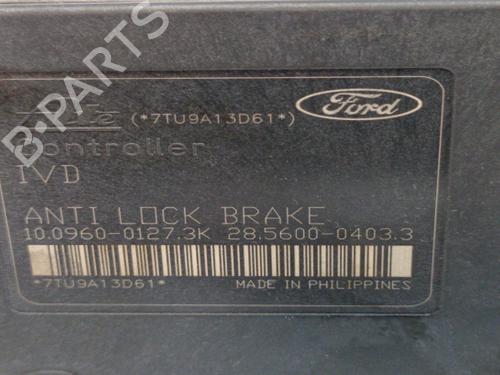 (*7TU9A13D61*)
Ford
Controller
IVD
ANTI LOCK BRAKE
10.0960-0127.3K 28.5600-0403.3
*7TU9A13D61*
MADE IN PHILIPPINES
B-PARTS